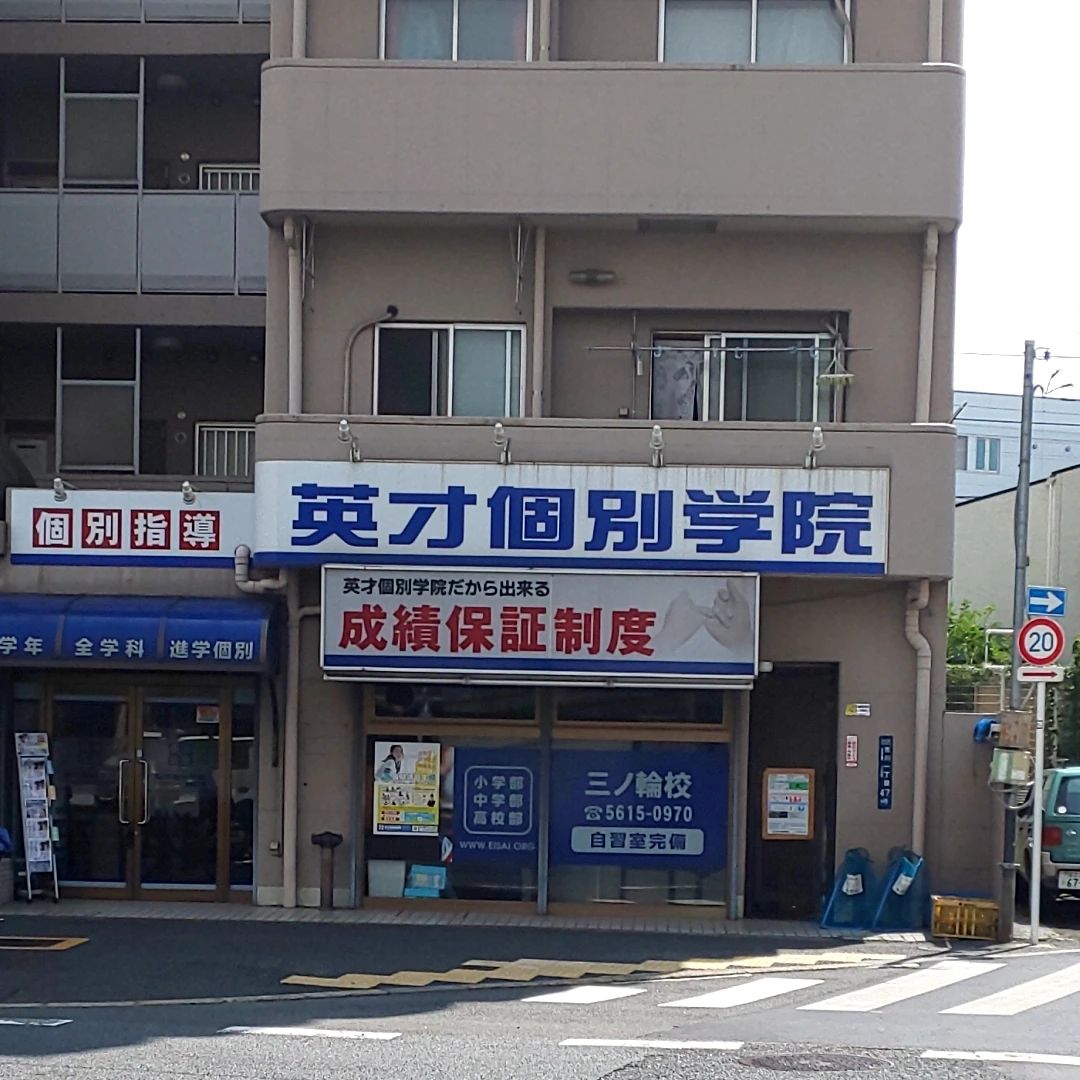 個別指導
英才個別学院
英才個別学院だから出来る
成績保証制度
学年 全学科 進学個別
小学部
中学部
高校部
WWW.EISAI.ORG
三ノ輪校
☎5615-0970
自習室完備
20